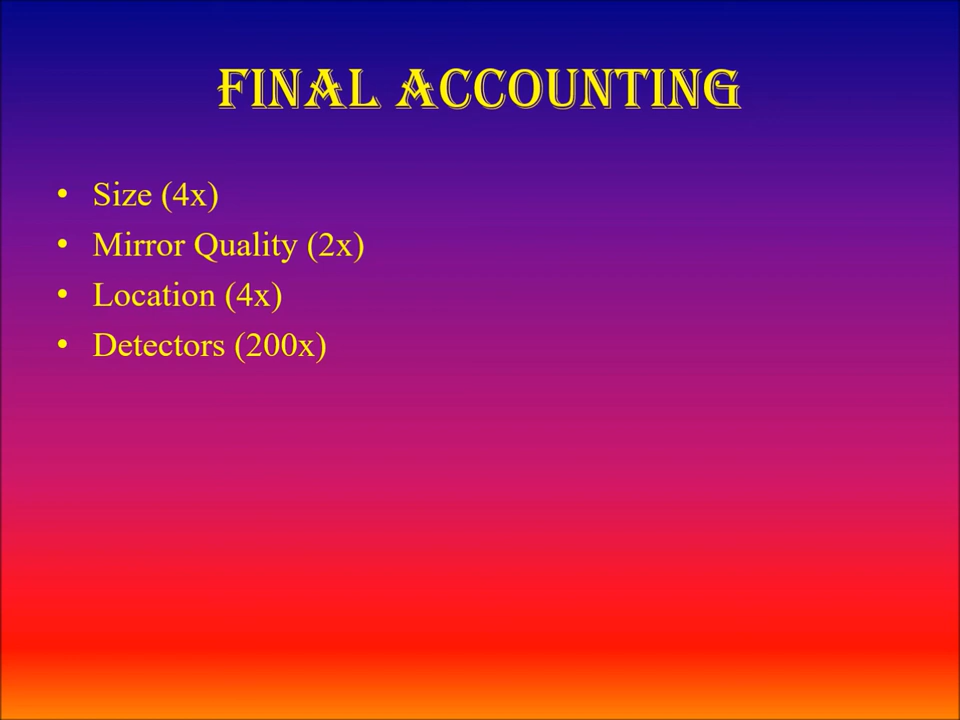 FINAL ACCOUNTING
• Size (4x)
• Mirror Quality (2x)
• Location (4x)
• Detectors (200x)